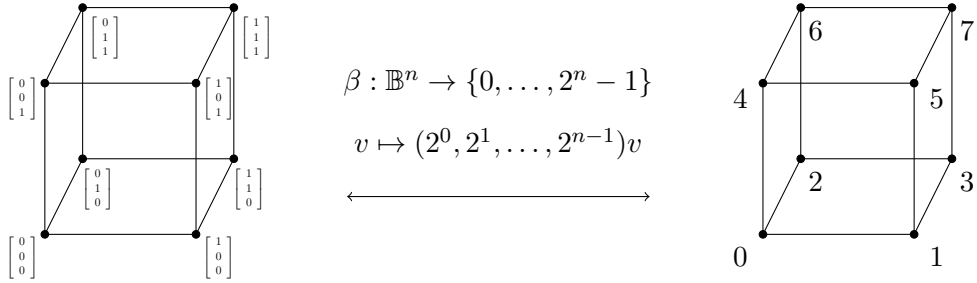 [0 1 1]
[1 1 1]
[0 0 1]
[1 0 1]
[0 1 0]
[1 1 0]
[0 0 0]
[1 0 0]
β : 𝔹ⁿ → {0, . . . , 2ⁿ − 1}
v ↦ (2⁰, 2¹, . . . , 2ⁿ⁻¹)v
6
7
4
5
2
3
0
1